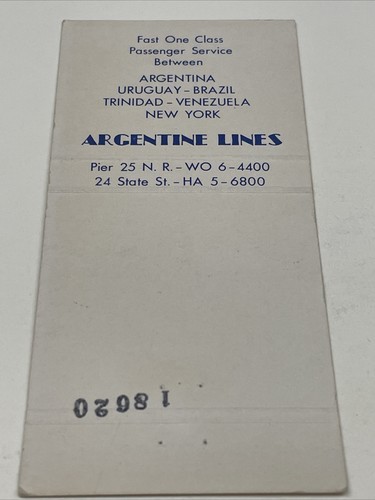 Fast One Class
Passenger Service
Between
ARGENTINA
URUGUAY – BRAZIL
TRINIDAD – VENEZUELA
NEW YORK
ARGENTINE LINES
Pier 25 N. R. – WO 6-4400
24 State St. – HA 5-6800